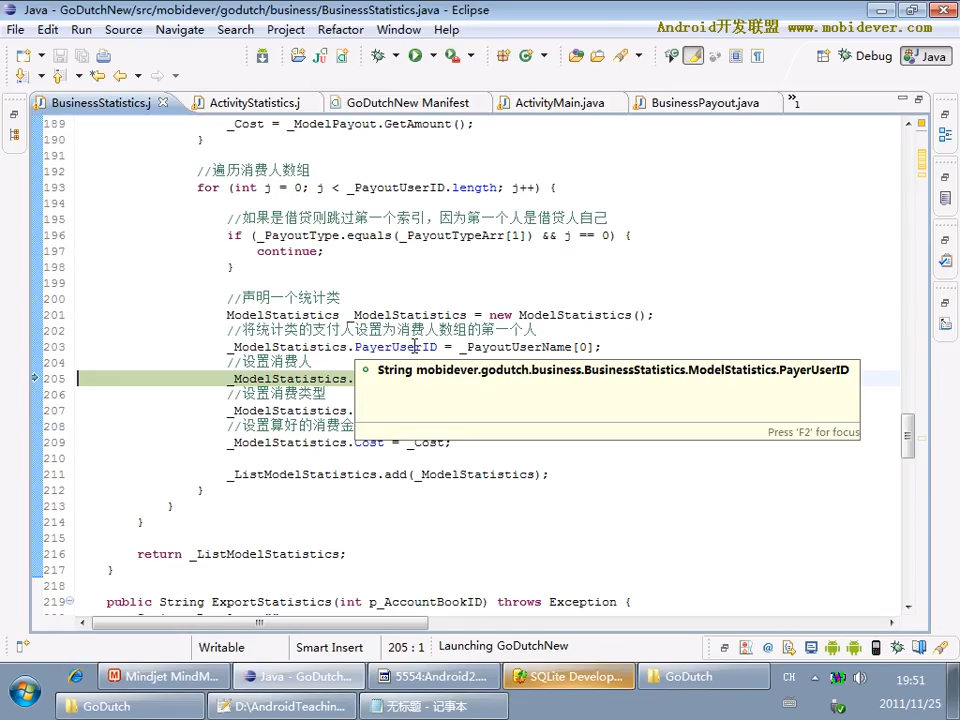 Java - GoDutchNew/src/mobidever/godutch/business/BusinessStatistics.java - Eclipse
File Edit Run Source Navigate Search Project Refactor Window Help
Android开发联盟 www.mobidever.com
Debug Java
BusinessStatistics.j ActivityStatistics.j GoDutchNew Manifest ActivityMain.java BusinessPayout.java »1
189 _Cost = _ModelPayout.GetAmount();
190 }
191
192 //遍历消费人数组
193 for (int j = 0; j < _PayoutUserID.length; j++) {
194
195 //如果是借贷则跳过第一个索引，因为第一个人是借贷人自己
196 if (_PayoutType.equals(_PayoutTypeArr[1]) && j == 0) {
197 continue;
198 }
199
200 //声明一个统计类
201 ModelStatistics _ModelStatistics = new ModelStatistics();
202 //将统计类的支付人设置为消费人数组的第一个人
203 _ModelStatistics.PayerUserID = _PayoutUserName[0];
204 //设置消费人
String mobidever.godutch.business.BusinessStatistics.ModelStatistics.PayerUserID
205 _ModelStatistics.
206 //设置消费类型
207 _ModelStatistics.
208 //设置算好的消费金
Press 'F2' for focus
209 _ModelStatistics.Cost = _Cost;
210
211 _ListModelStatistics.add(_ModelStatistics);
212 }
213 }
214 }
215
216 return _ListModelStatistics;
217 }
218
219 public String ExportStatistics(int p_AccountBookID) throws Exception {
Writable Smart Insert 205 : 1 Launching GoDutchNew
Mindjet MindM... Java - GoDutch... 5554:Android2.... SQLite Develop... GoDutch CH 19:51
GoDutch D:\AndroidTeachin... 无标题 - 记事本 2011/11/25